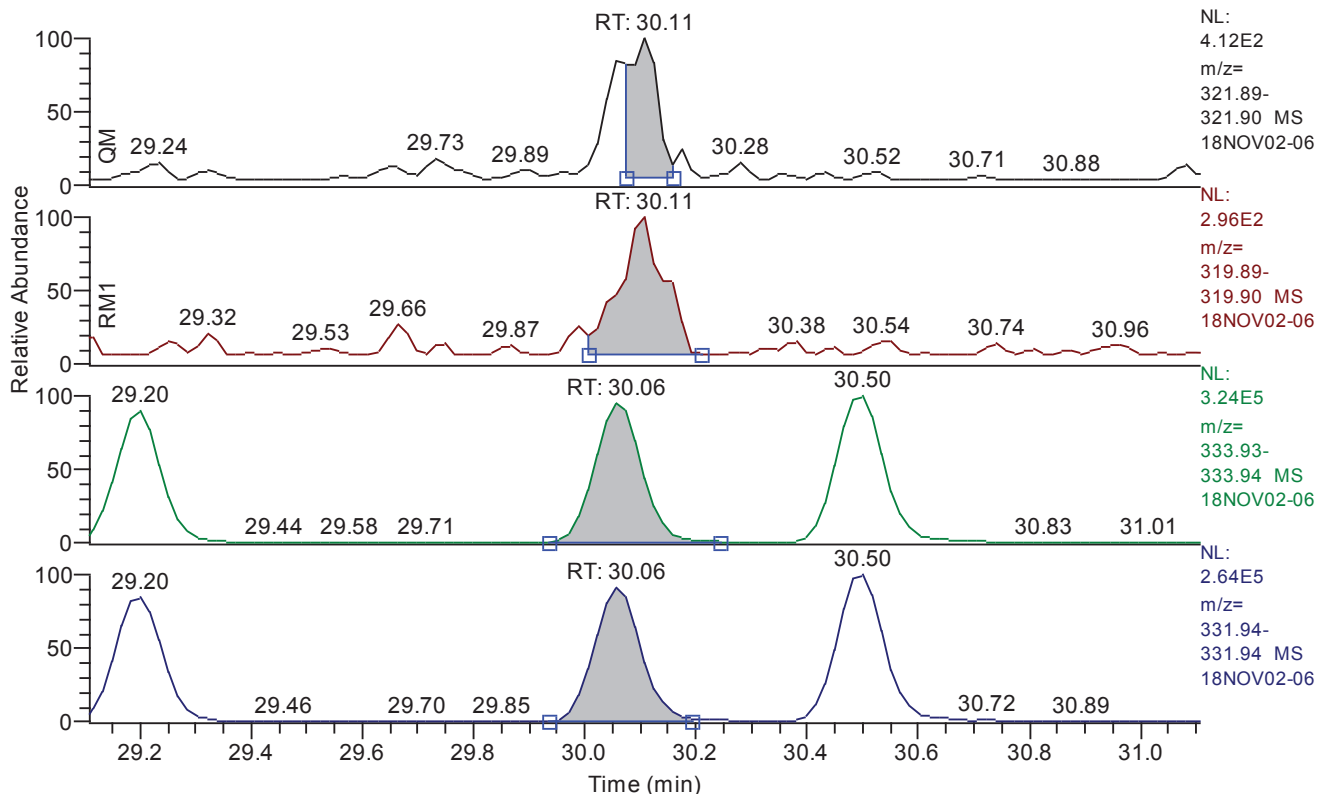 Relative Abundance
RT: 30.11
100
50
0
QM
29.24
29.73
29.89
30.28
30.52
30.71
30.88
NL:
4.12E2
m/z=
321.89-
321.90 MS
18NOV02-06
RT: 30.11
100
50
0
RM1
29.32
29.53
29.66
29.87
30.38
30.54
30.74
30.96
NL:
2.96E2
m/z=
319.89-
319.90 MS
18NOV02-06
RT: 30.06
100
50
0
29.20
29.44
29.58
29.71
30.50
30.83
31.01
NL:
3.24E5
m/z=
333.93-
333.94 MS
18NOV02-06
RT: 30.06
100
50
0
29.20
29.46
29.70
29.85
30.50
30.72
30.89
NL:
2.64E5
m/z=
331.94-
331.94 MS
18NOV02-06
29.2 29.4 29.6 29.8 30.0 30.2 30.4 30.6 30.8 31.0
Time (min)